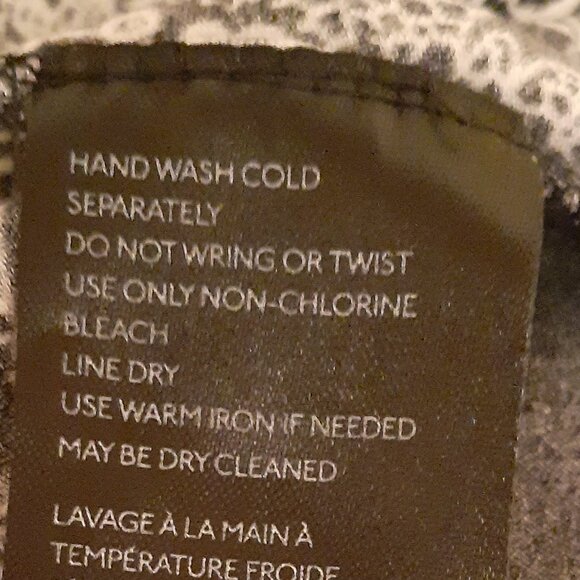 HAND WASH COLD
SEPARATELY
DO NOT WRING OR TWIST
USE ONLY NON-CHLORINE
BLEACH
LINE DRY
USE WARM IRON IF NEEDED
MAY BE DRY CLEANED
LAVAGE À LA MAIN À
TEMPÉRATURE FROIDE